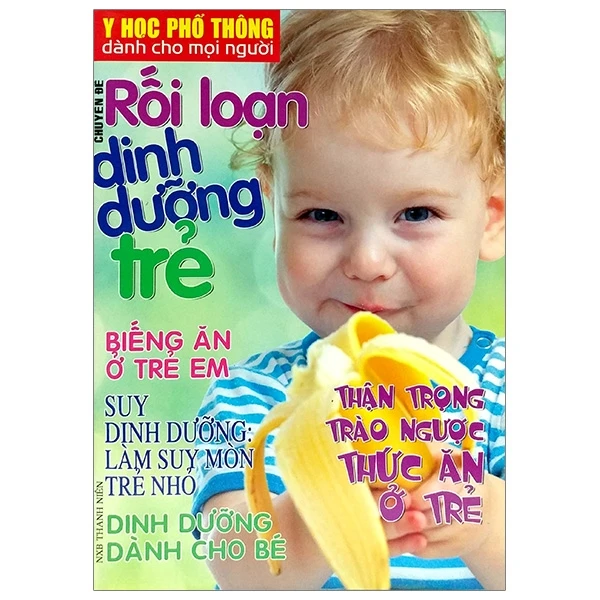 Y HỌC PHỔ THÔNG
dành cho mọi người
CHUYÊN ĐỀ
Rối loạn
dinh
dưỡng
trẻ
BIẾNG ĂN
Ở TRẺ EM
SUY
DINH DƯỠNG:
LÀM SUY MÒN
TRẺ NHỎ
DINH DƯỠNG
DÀNH CHO BÉ
THẬN TRỌNG
TRÀO NGƯỢC
THỨC ĂN
Ở TRẺ
NXB THANH NIÊN